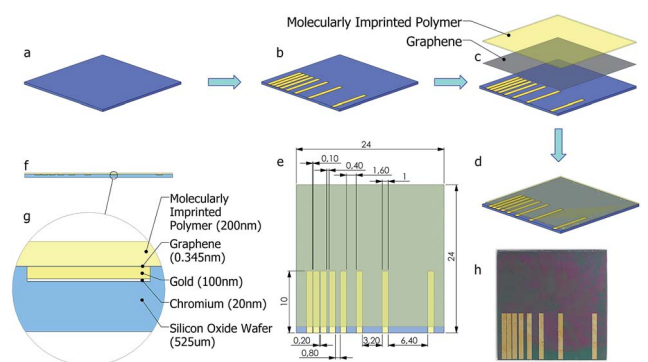 Molecularly Imprinted Polymer
Graphene
a
b
c
d
e
24
0,10
0,40
1,60
1
24
10
0,20
0,80
3,20
6,40
f
g
Molecularly
Imprinted
Polymer (200nm)
Graphene
(0.345nm)
Gold (100nm)
Chromium (20nm)
Silicon Oxide Wafer
(525um)
h